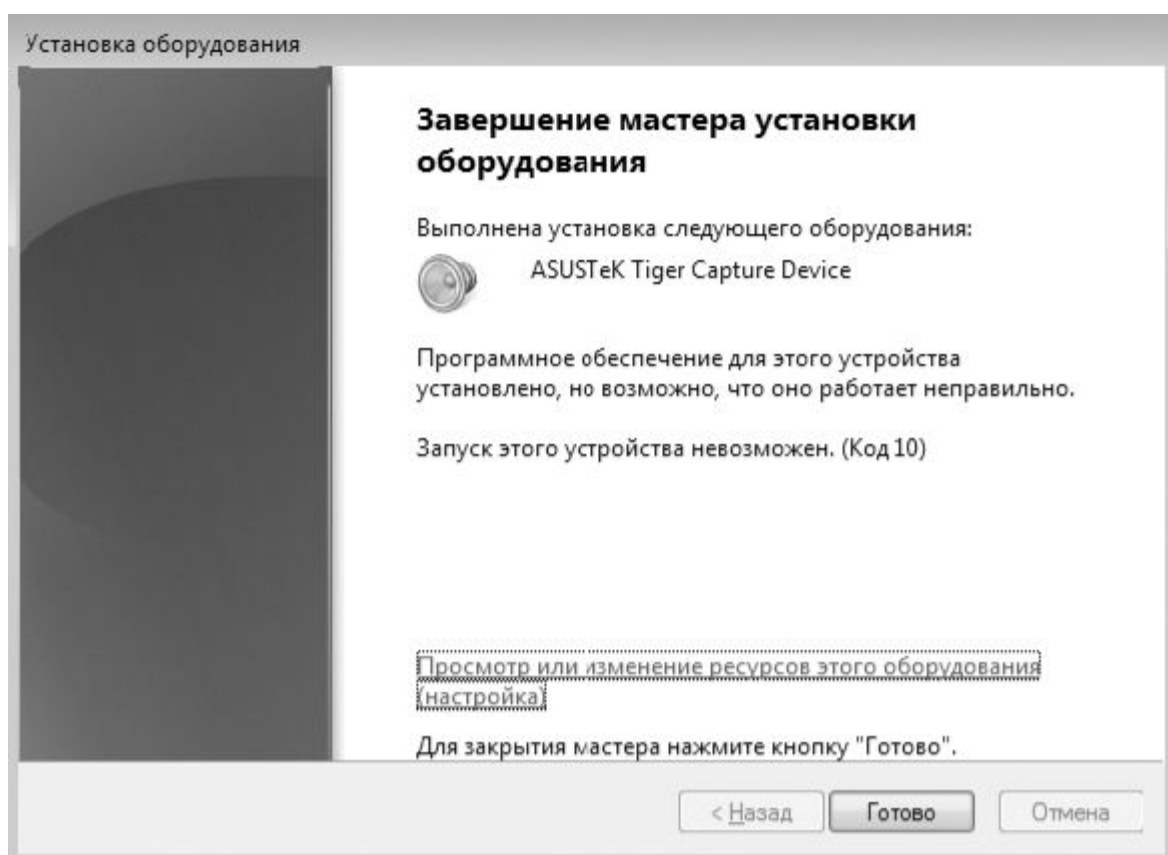 Установка оборудования
Завершение мастера установки
оборудования
Выполнена установка следующего оборудования:
ASUSTeK Tiger Capture Device
Программное обеспечение для этого устройства
установлено, но возможно, что оно работает неправильно.
Запуск этого устройства невозможен. (Код 10)
Просмотр или изменение ресурсов этого оборудования
(настройка)
Для закрытия мастера нажмите кнопку "Готово".
< Назад Готово Отмена